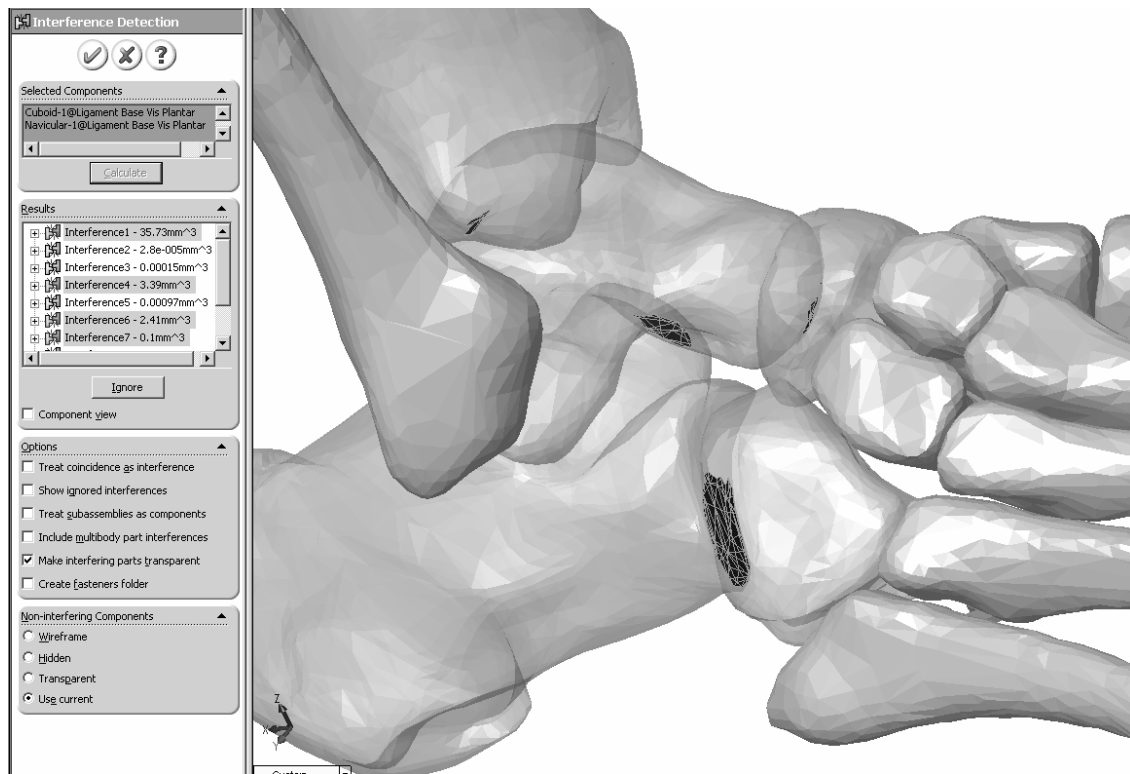 Interference Detection
?
Selected Components
Cuboid-1@Ligament Base Vis Plantar
Navicular-1@Ligament Base Vis Plantar
Calculate
Results
Interference1 - 35.73mm^3
Interference2 - 2.8e-005mm^3
Interference3 - 0.00015mm^3
Interference4 - 3.39mm^3
Interference5 - 0.00097mm^3
Interference6 - 2.41mm^3
Interference7 - 0.1mm^3
Ignore
Component view
Options
Treat coincidence as interference
Show ignored interferences
Treat subassemblies as components
Include multibody part interferences
Make interfering parts transparent
Create fasteners folder
Non-interfering Components
Wireframe
Hidden
Transparent
Use current
Z
X
Y